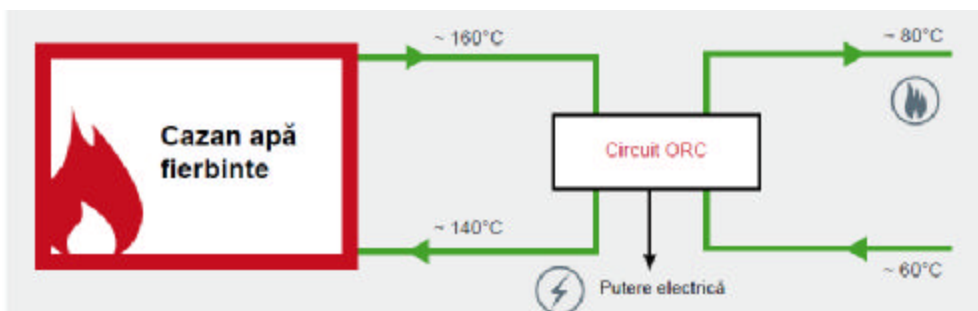 ~ 160°C
~ 80°C
Cazan apă
fierbinte
Circuit ORC
~ 140°C
~ 60°C
Putere electrică